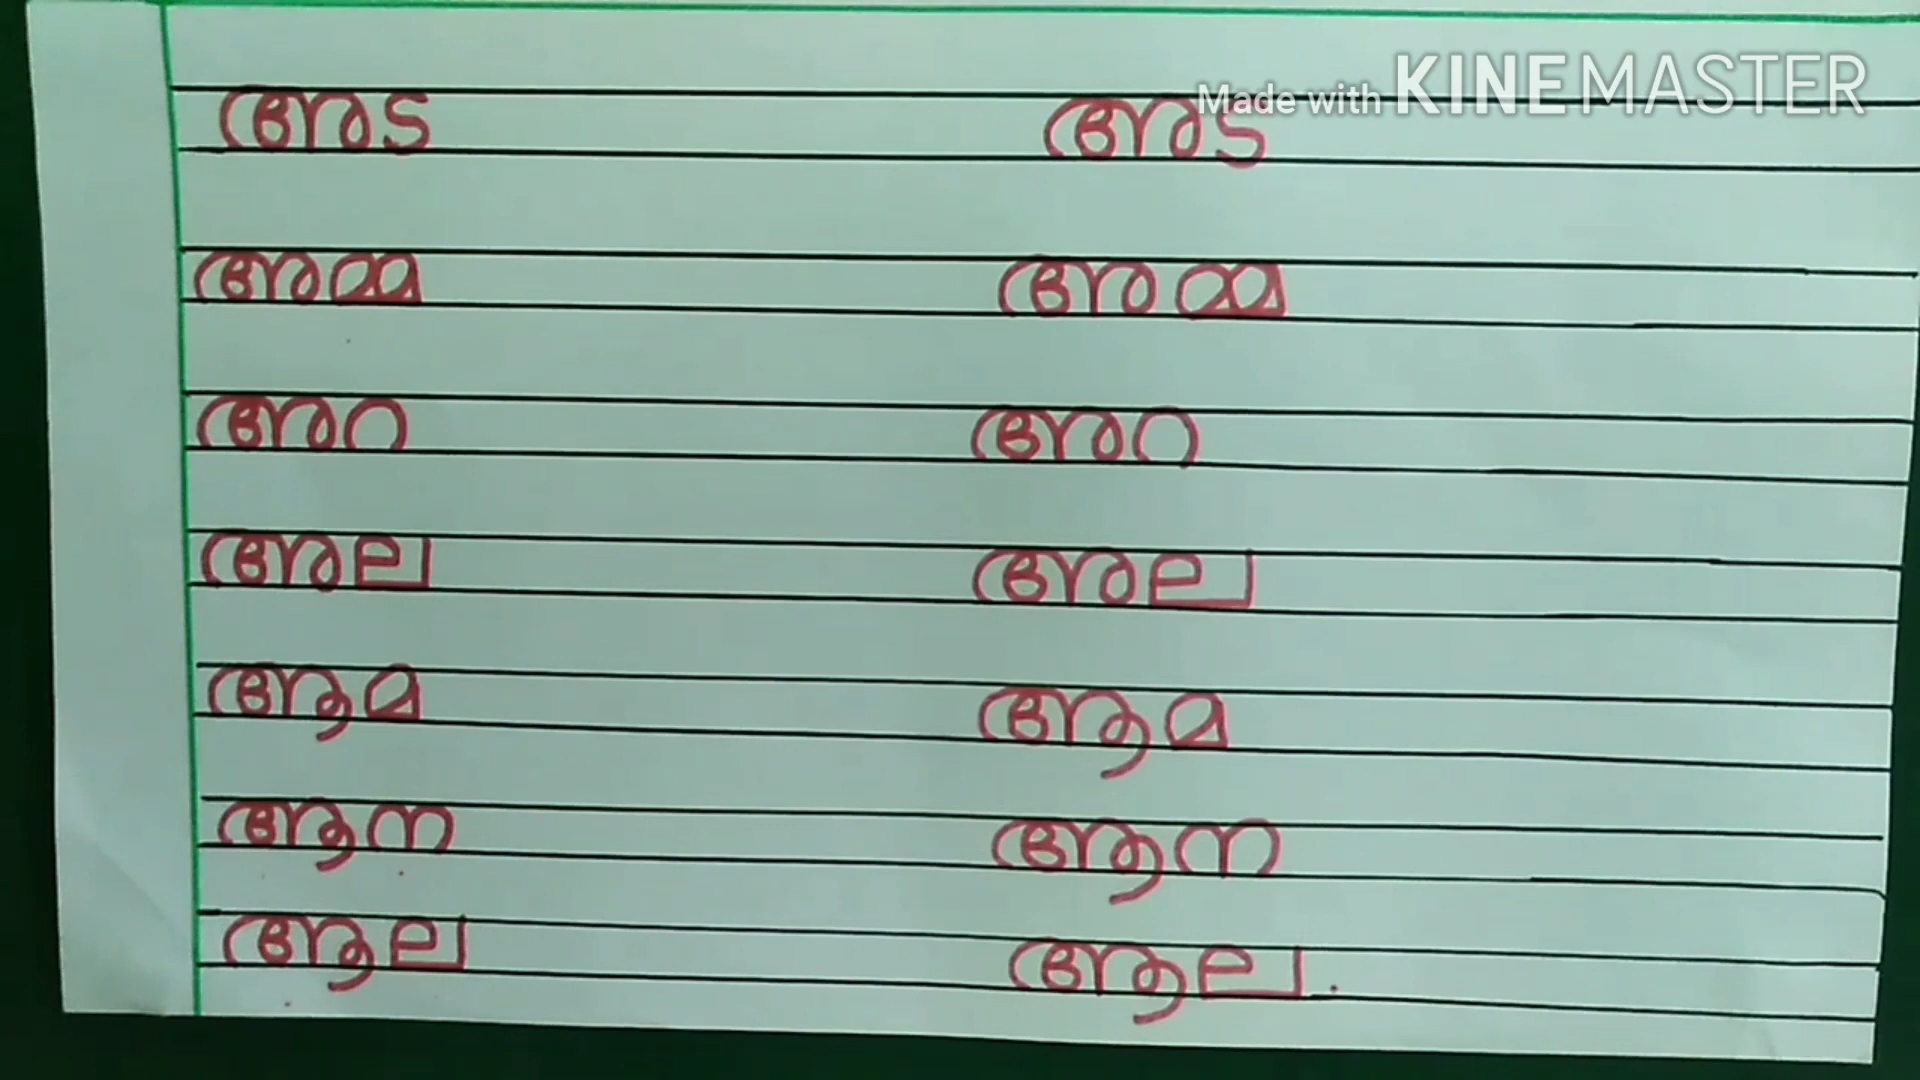 Made with KINEMASTER
അട അട
അമ്മ അമ്മ
അറ അറ
അല അല
ആമ ആമ
ആന ആന
ആല ആല.